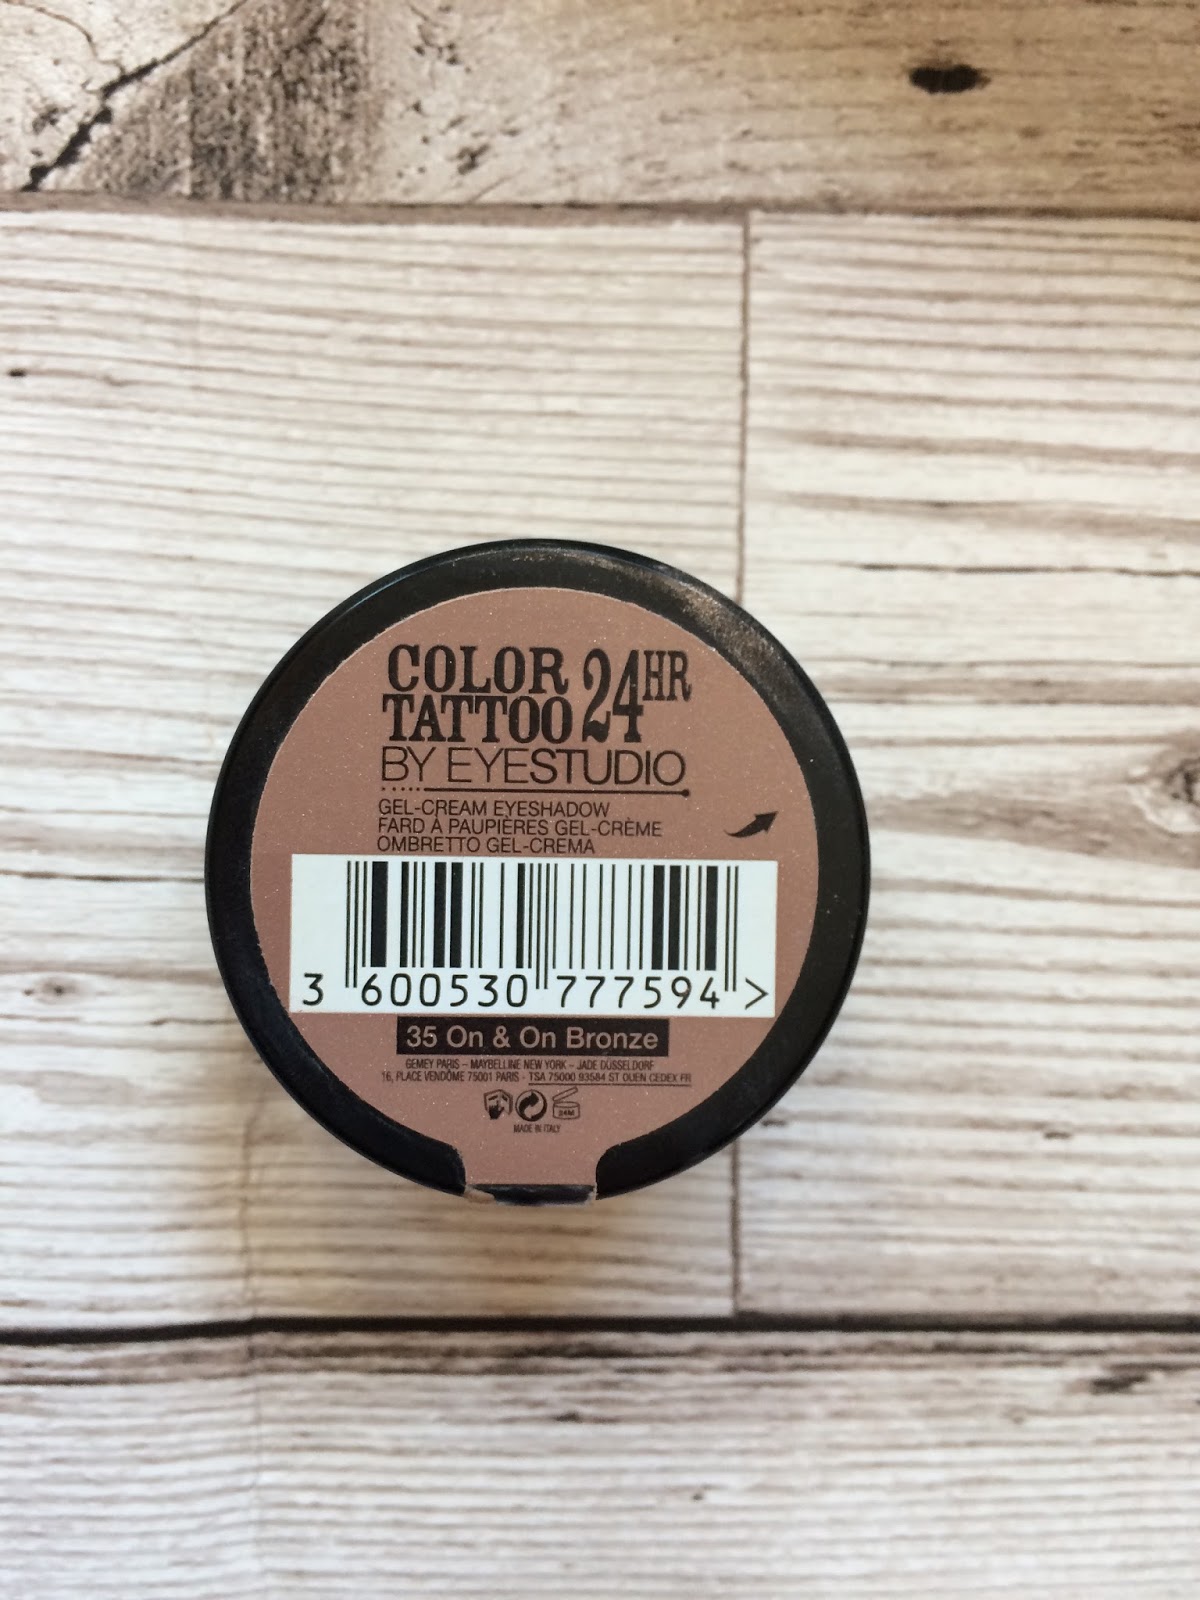 COLOR
TATTOO 24HR
BY EYESTUDIO
GEL-CREAM EYESHADOW
FARD À PAUPIÈRES GEL-CRÈME
OMBRETTO GEL-CREMA
3 600530 777594 >
35 On & On Bronze
GEMEY PARIS – MAYBELLINE NEW YORK – JADE DÜSSELDORF
16, PLACE VENDÔME 75001 PARIS - TSA 75000 93584 ST OUEN CEDEX FR
24M
MADE IN ITALY